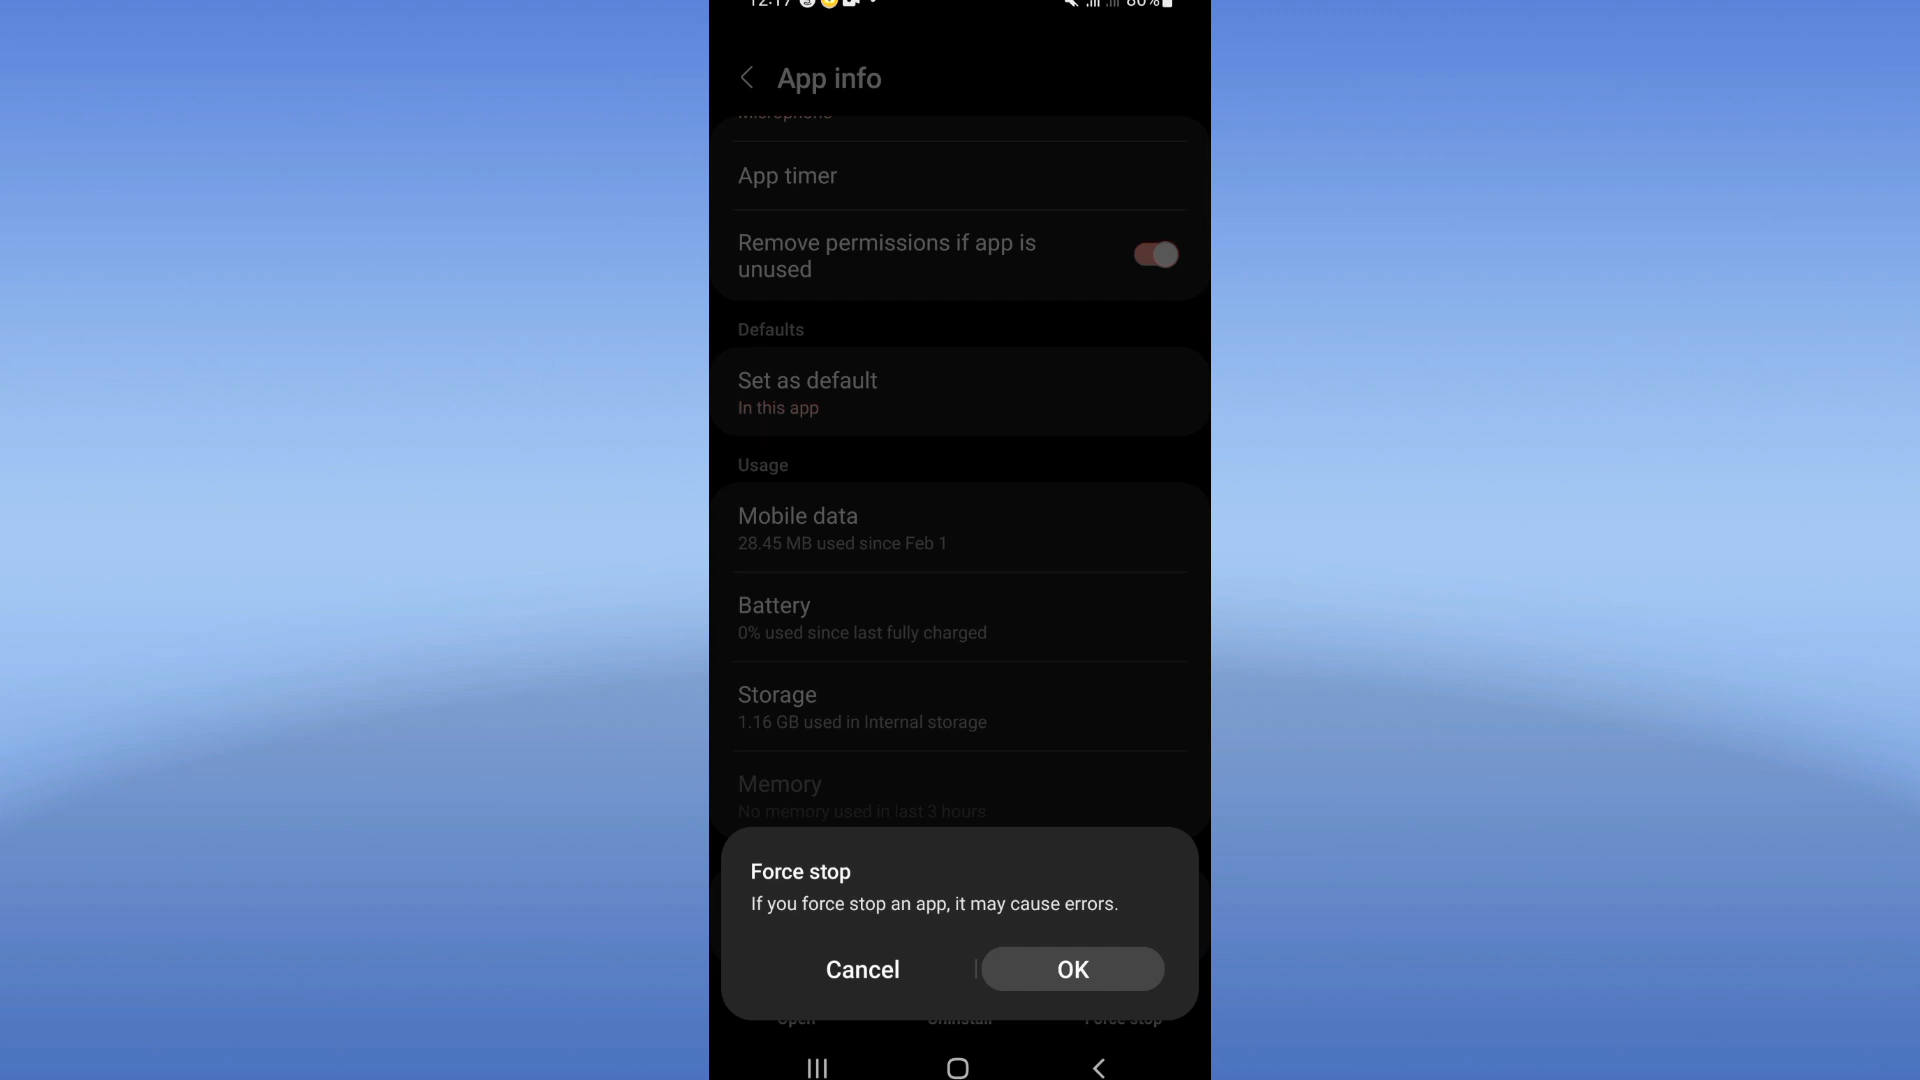 12:17 80%
App info
Microphone
App timer
Remove permissions if app is
unused
Defaults
Set as default
In this app
Usage
Mobile data
28.45 MB used since Feb 1
Battery
0% used since last fully charged
Storage
1.16 GB used in Internal storage
Memory
No memory used in last 3 hours
Force stop
If you force stop an app, it may cause errors.
Cancel
OK
Open Uninstall Force stop